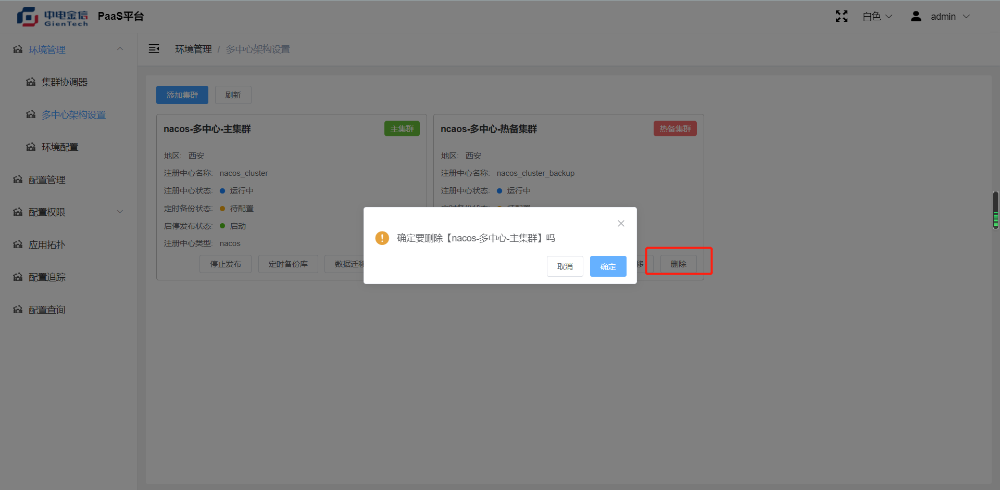 中电金信
GienTech
PaaS平台
白色
admin
环境管理
集群协调器
多中心架构设置
环境配置
配置管理
配置权限
应用拓扑
配置追踪
配置查询
环境管理 / 多中心架构设置
添加集群
刷新
nacos-多中心-主集群
主集群
地区: 西安
注册中心名称: nacos_cluster
注册中心状态: 运行中
定时备份状态: 待配置
启停发布状态: 启动
注册中心类型: nacos
停止发布
定时备份库
数据迁移
ncaos-多中心-热备集群
热备集群
地区: 西安
注册中心名称: nacos_cluster_backup
注册中心状态: 运行中
定时备份状态: 待配置
移
删除
确定要删除【nacos-多中心-主集群】吗
取消
确定